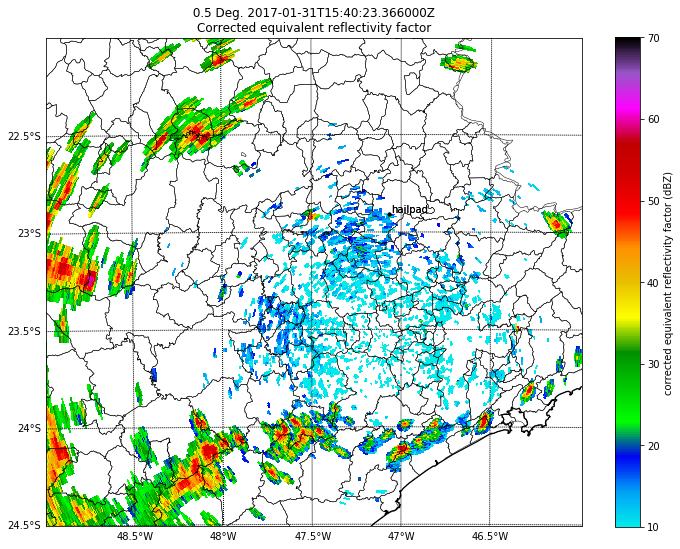 0.5 Deg. 2017-01-31T15:40:23.366000Z
Corrected equivalent reflectivity factor
22.5°S
23°S
23.5°S
24°S
24.5°S
48.5°W
48°W
47.5°W
47°W
46.5°W
hailpad
70
60
50
40
30
20
10
corrected equivalent reflectivity factor (dBZ)